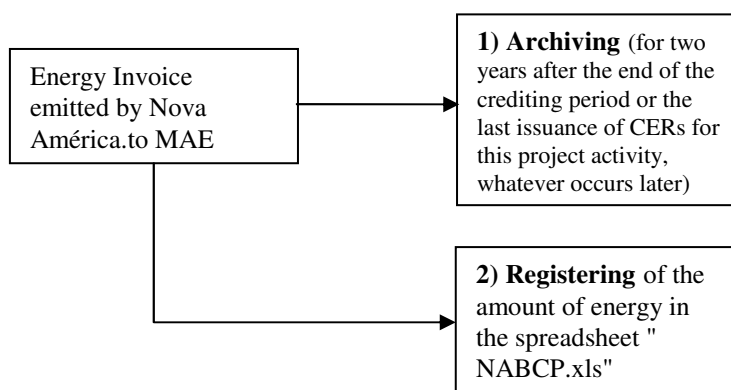 Energy Invoice
emitted by Nova
América.to MAE
1) Archiving (for two
years after the end of the
crediting period or the
last issuance of CERs for
this project activity,
whatever occurs later)
2) Registering of the
amount of energy in
the spreadsheet "
NABCP.xls"